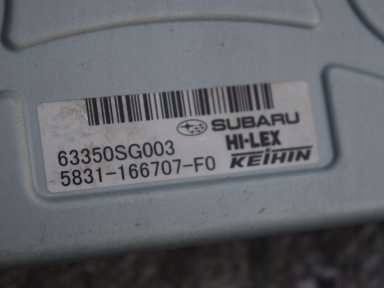 SUBARU
63350SG003 HI-LEX
5831-166707-F0 KEIHIN